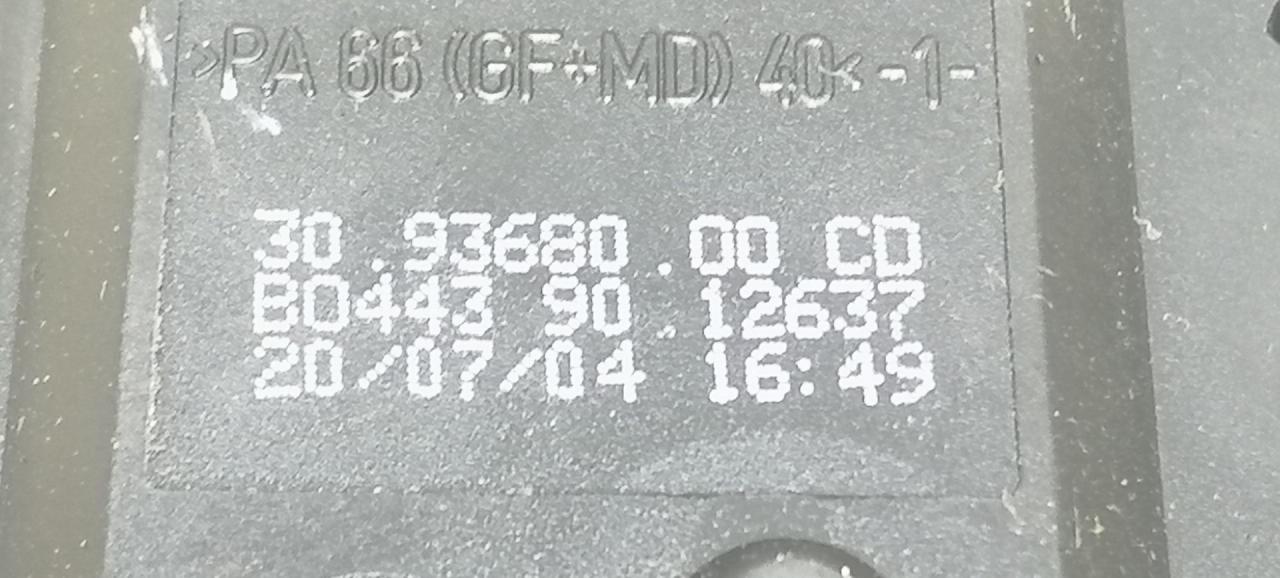 >PA 66 (GF+MD) 40< -1-
30.93680.00 CD
B0443 90.12637
20/07/04 16:49